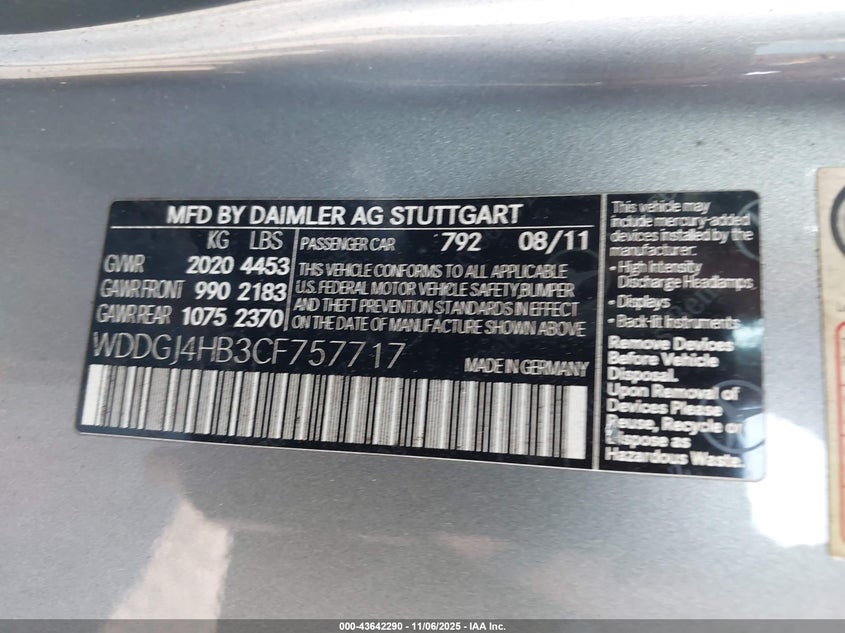 MFD BY DAIMLER AG STUTTGART
KG LBS
GVWR 2020 4453
GAWR FRONT 990 2183
GAWR REAR 1075 2370
PASSENGER CAR 792 08/11
THIS VEHICLE CONFORMS TO ALL APPLICABLE
U.S. FEDERAL MOTOR VEHICLE SAFETY, BUMPER
AND THEFT PREVENTION STANDARDS IN EFFECT
ON THE DATE OF MANUFACTURE SHOWN ABOVE
WDDGJ4HB3CF757717
MADE IN GERMANY
This vehicle may
include mercury-added
devices installed by the
manufacturer:
- High Intensity
Discharge Headlamps
- Displays
- Back-lit Instruments
Remove Devices
Before Vehicle
Disposal.
Upon Removal of
Devices Please
Reuse, Recycle or
Dispose as
Hazardous Waste.
000-43642290 - 11/06/2025 - IAA Inc.